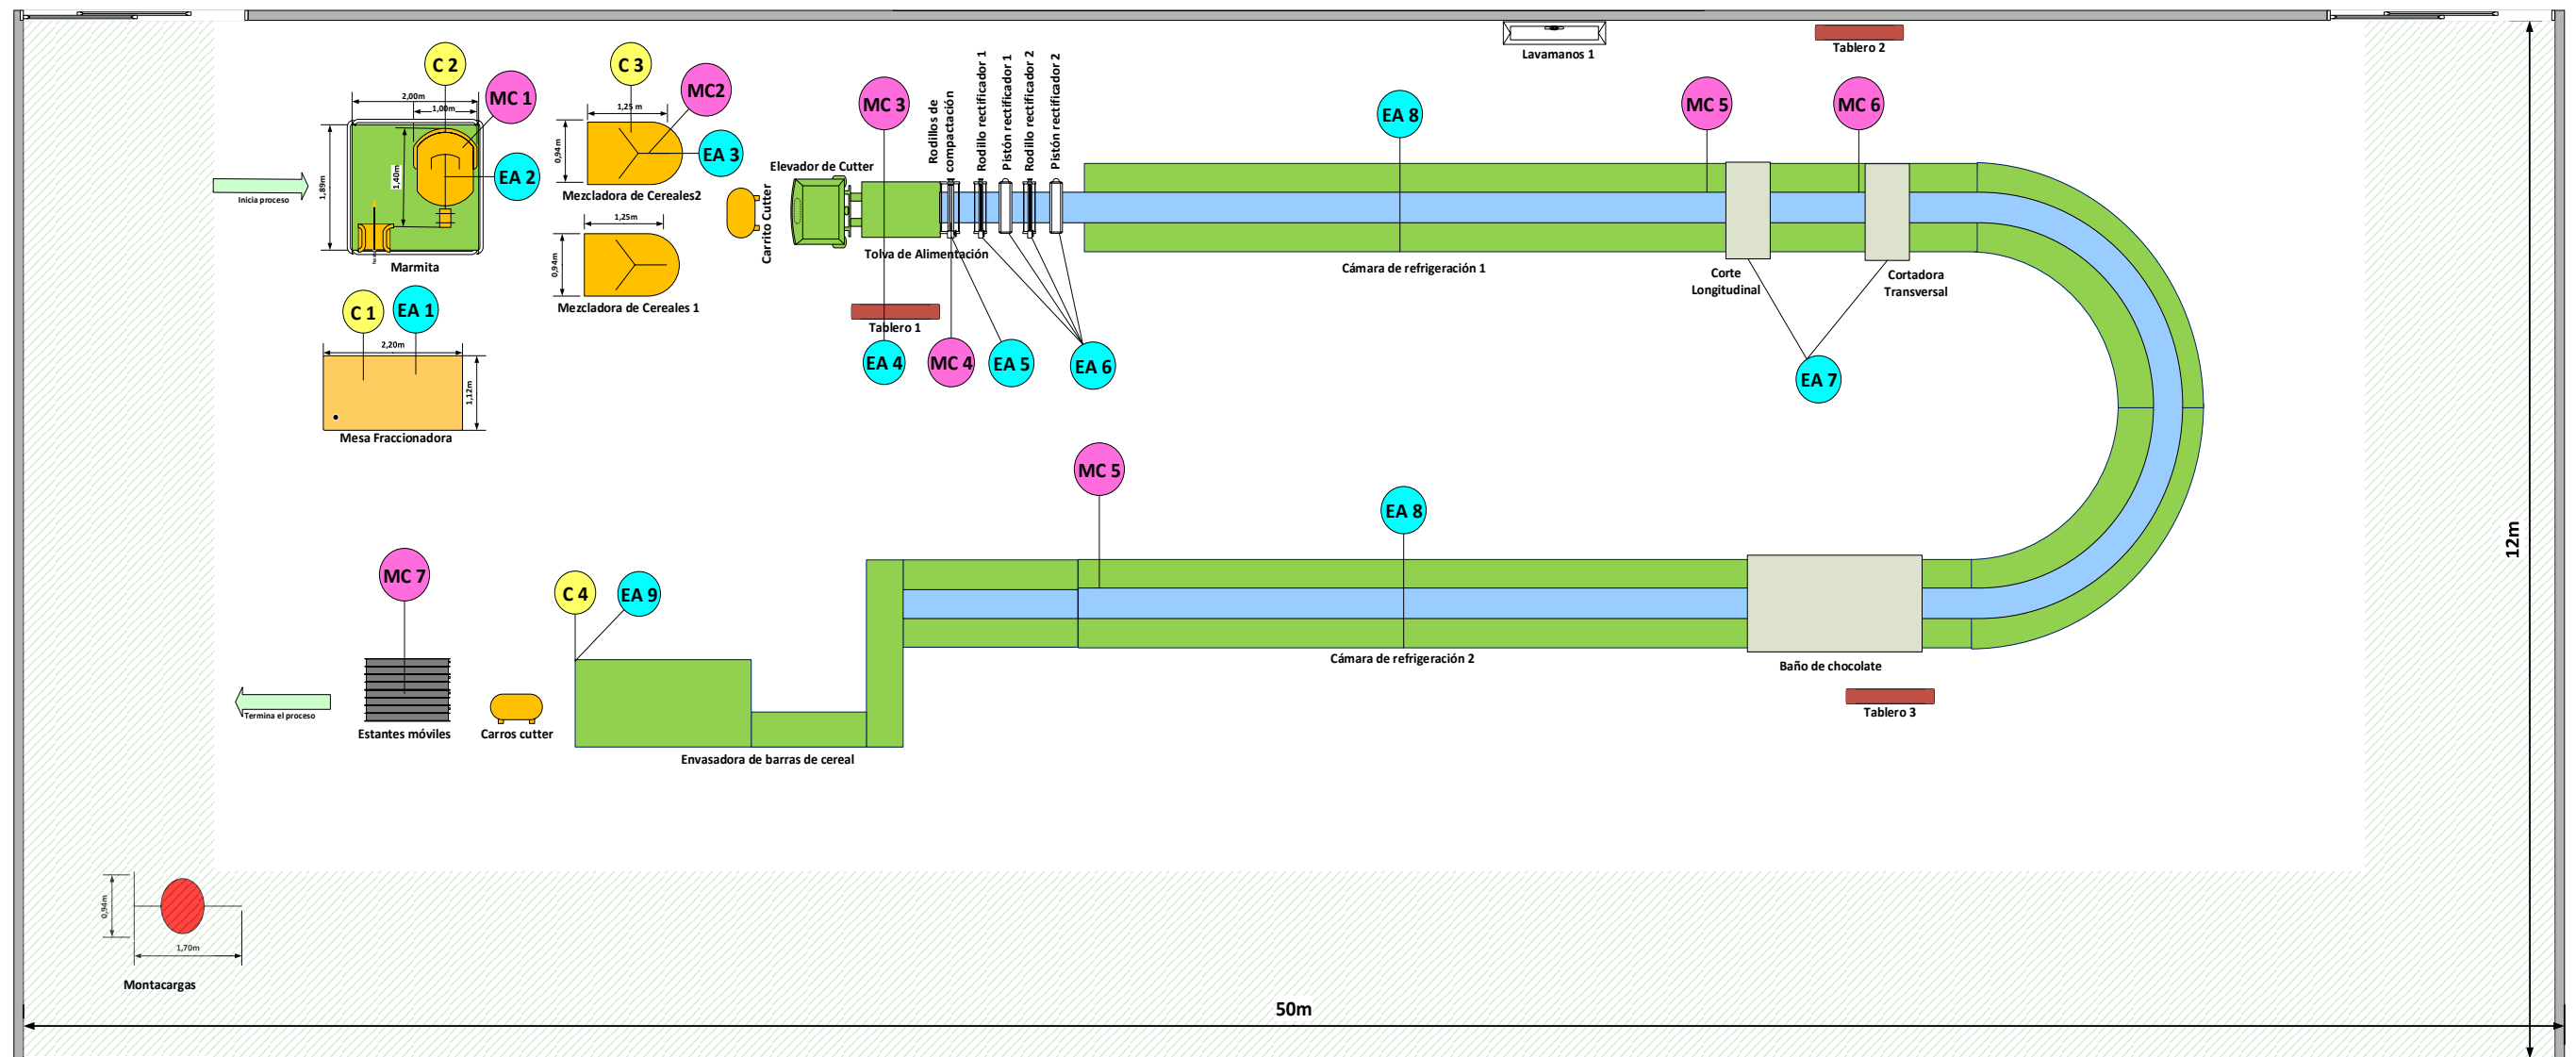 C 2
MC 1
2,00m
1,00m
1,89m
1,40m
EA 2
Inicia proceso
Marmita
C 3
MC2
1,25 m
0,94m
EA 3
Mezcladora de Cereales2
1,25m
0,94m
Mezcladora de Cereales 1
Carrito Cutter
Elevador de Cutter
MC 3
Rodillos de
compactación
Rodillo rectificador 1
Pistón rectificador 1
Rodillo rectificador 2
Pistón rectificador 2
Tolva de Alimentación
Tablero 1
EA 4
MC 4
EA 5
EA 6
EA 8
Cámara de refrigeración 1
Lavamanos 1
Tablero 2
MC 5
MC 6
Corte
Longitudinal
Cortadora
Transversal
EA 7
C 1
EA 1
2,20m
1,12m
Mesa Fraccionadora
MC 5
EA 8
Cámara de refrigeración 2
Baño de chocolate
Tablero 3
MC 7
C 4
EA 9
Termina el proceso
Estantes móviles
Carros cutter
Envasadora de barras de cereal
0,94m
1,70m
Montacargas
50m
12m